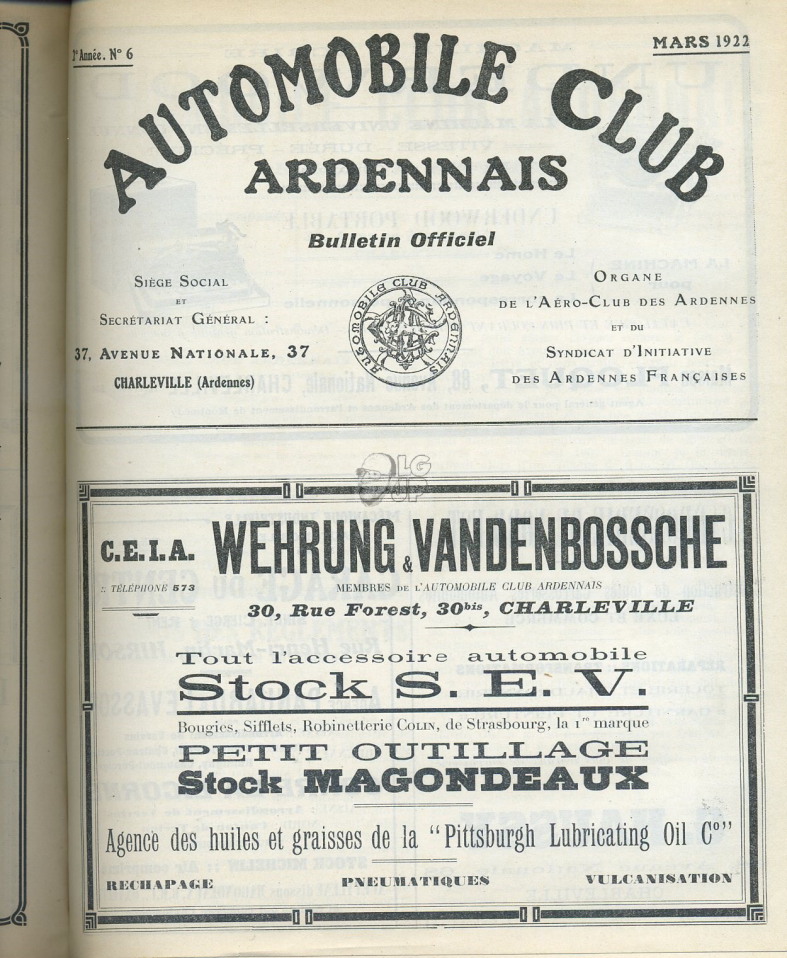 2e Année. N° 6
MARS 1922
AUTOMOBILE CLUB
ARDENNAIS
Bulletin Officiel
SIÈGE SOCIAL
ET
SECRÉTARIAT GÉNÉRAL :
37, AVENUE NATIONALE, 37
CHARLEVILLE (Ardennes)
AUTOMOBILE CLUB ARDENNAIS
ORGANE
DE L'AÉRO-CLUB DES ARDENNES
ET DU
SYNDICAT D'INITIATIVE
DES ARDENNES FRANÇAISES
LG
UP
C.E.I.A.
:: TÉLÉPHONE 573
WEHRUNG & VANDENBOSSCHE
MEMBRES DE L'AUTOMOBILE CLUB ARDENNAIS
30, Rue Forest, 30bis, CHARLEVILLE
Tout l'accessoire automobile
Stock S. E. V.
Bougies, Sifflets, Robinetterie COLIN, de Strasbourg, la 1re marque
PETIT OUTILLAGE
Stock MAGONDEAUX
Agence des huiles et graisses de la "Pittsburgh Lubricating Oil Co"
RECHAPAGE PNEUMATIQUES VULCANISATION